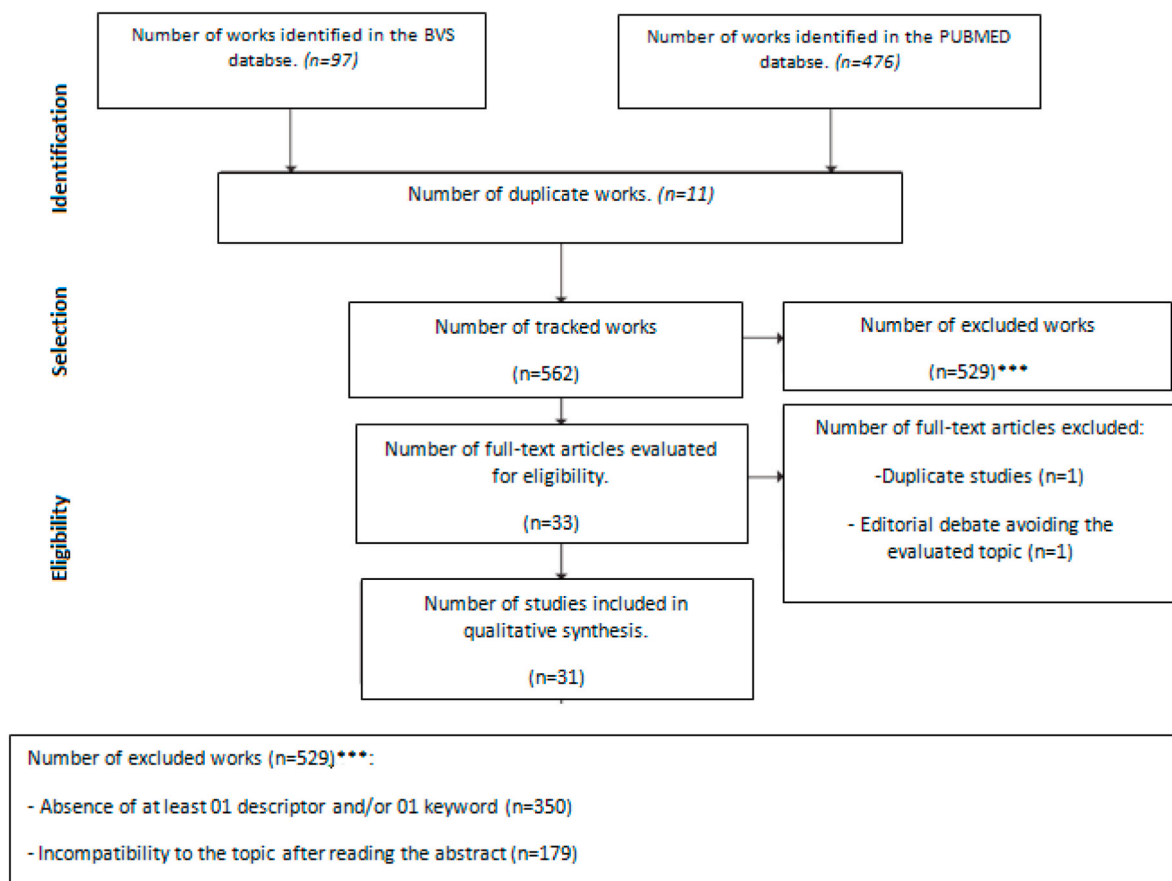 Number of works identified in the BVS
databse. (n=97)
Number of works identified in the PUBMED
databse. (n=476)
Identification
Number of duplicate works. (n=11)
Selection
Number of tracked works
(n=562)
Number of excluded works
(n=529)***
Eligibility
Number of full-text articles evaluated
for eligibility.
(n=33)
Number of full-text articles excluded:
-Duplicate studies (n=1)
- Editorial debate avoiding the
evaluated topic (n=1)
Number of studies included in
qualitative synthesis.
(n=31)
Number of excluded works (n=529)***:
- Absence of at least 01 descriptor and/or 01 keyword (n=350)
- Incompatibility to the topic after reading the abstract (n=179)